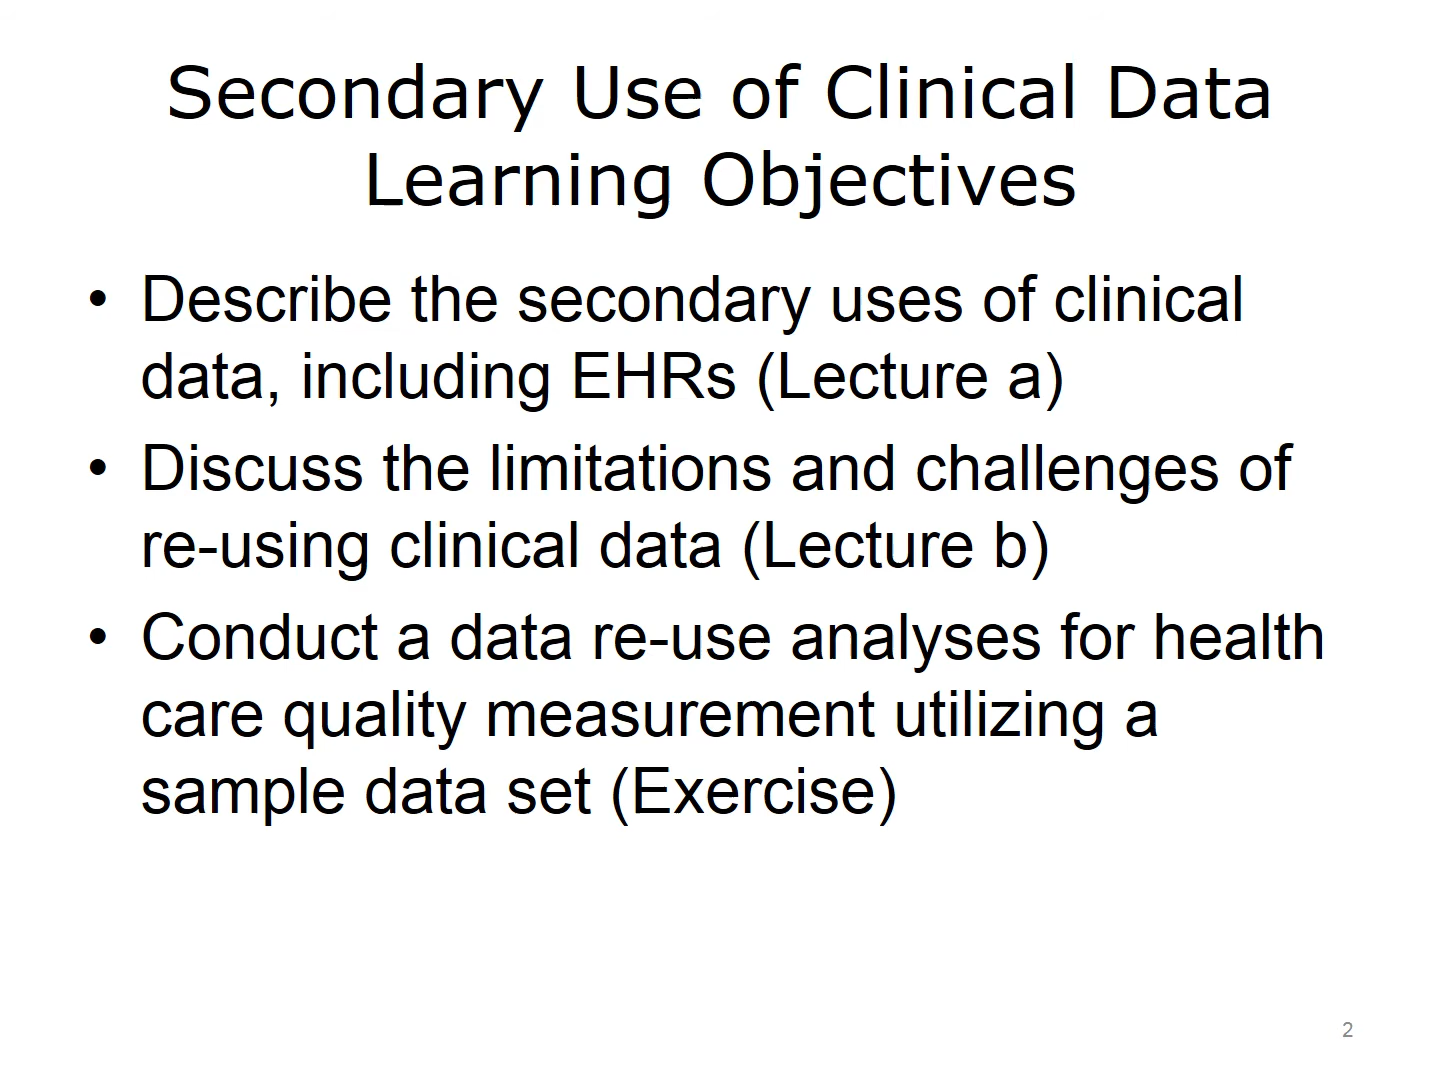 Secondary Use of Clinical Data
Learning Objectives
• Describe the secondary uses of clinical
data, including EHRs (Lecture a)
• Discuss the limitations and challenges of
re-using clinical data (Lecture b)
• Conduct a data re-use analyses for health
care quality measurement utilizing a
sample data set (Exercise)
2